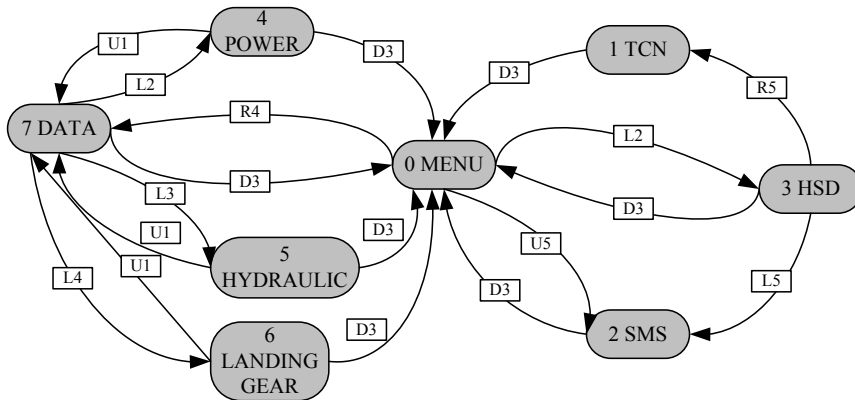 4
POWER
U1
D3
L2
1 TCN
D3
R5
R4
7 DATA
0 MENU
L2
3 HSD
D3
L3
D3
U1
D3
U5
5
HYDRAULIC
U1
L4
D3
D3
L5
6
LANDING
GEAR
2 SMS